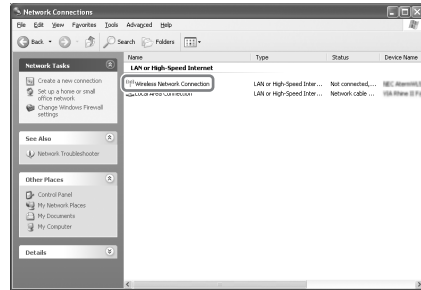 Network Connections
File Edit View Favorites Tools Advanced Help
Back Search Folders
Name Type Status Device Name
LAN or High-Speed Internet
Wireless Network Connection LAN or High-Speed Inter... Not connected,...
Local Area Connection LAN or High-Speed Inter... Network cable ...
Network Tasks
Create a new connection
Set up a home or small
office network
Change Windows Firewall
settings
See Also
Network Troubleshooter
Other Places
Control Panel
My Network Places
My Documents
My Computer
Details